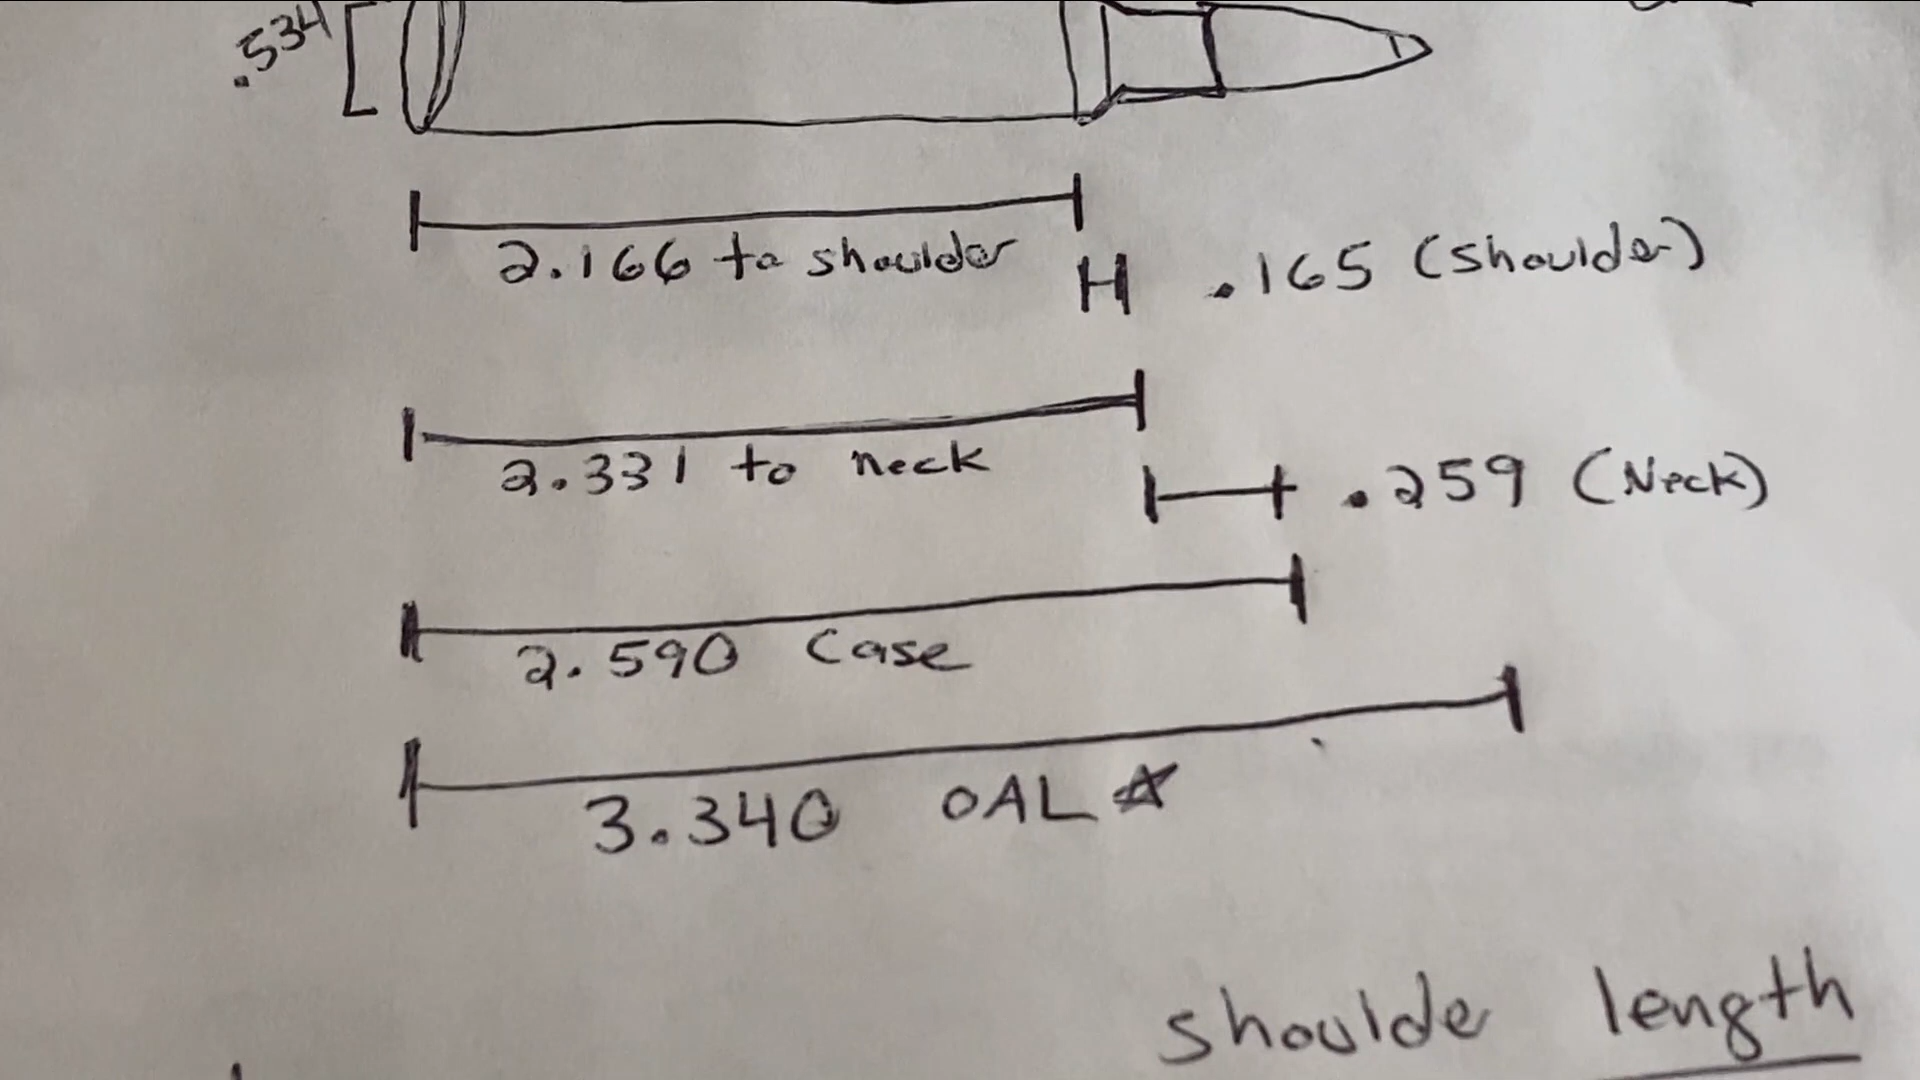 .534
2.166 to shoulder
.165 (shoulder)
2.331 to neck
.259 (Neck)
2.590 Case
3.340 OAL
shoulde length